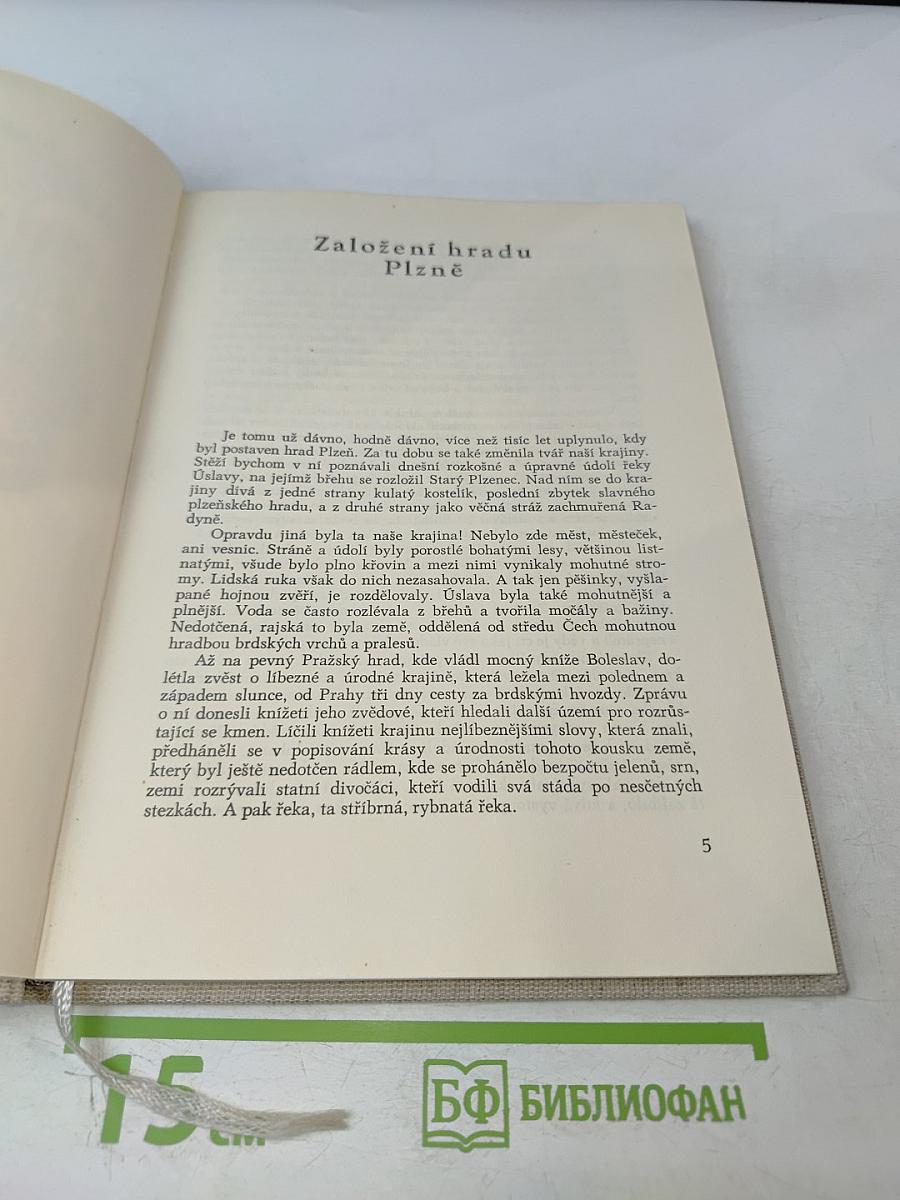 Založení hradu
Plzně
Je tomu už dávno, hodně dávno, více než tisíc let uplynulo, kdy
byl postaven hrad Plzeň. Za tu dobu se také změnila tvář naší krajiny.
Stěží bychom v ní poznávali dnešní rozkošné a úpravné údolí řeky
Úslavy, na jejímž břehu se rozložil Starý Plzenec. Nad ním se do kra-
jiny dívá z jedné strany kulatý kostelík, poslední zbytek slavného
plzeňského hradu, a z druhé strany jako věčná stráž zachmuřená Ra-
dyně.
Opravdu jiná byla ta naše krajina! Nebylo zde měst, městeček,
ani vesnic. Stráně a údolí byly porostlé bohatými lesy, většinou list-
natými, všude bylo plno křovin a mezi nimi vynikaly mohutné stro-
my. Lidská ruka však do nich nezasahovala. A tak jen pěšinky, vyšla-
pané hojnou zvěří, je rozdělovaly. Úslava byla také mohutnější a
plnější. Voda se často rozlévala z břehů a tvořila močály a bažiny.
Nedotčená, rajská to byla země, oddělená od středu Čech mohutnou
hradbou brdských vrchů a pralesů.
Až na pevný Pražský hrad, kde vládl mocný kníže Boleslav, do-
létla zvěst o líbezné a úrodné krajině, která ležela mezi polednem a
západem slunce, od Prahy tři dny cesty za brdskými hvozdy. Zprávu
o ní donesli knížeti jeho zvědové, kteří hledali další území pro rozrůs-
tající se kmen. Líčili knížeti krajinu nejlíbeznějšími slovy, která znali,
předháněli se v popisování krásy a úrodnosti tohoto kousku země,
který byl ještě nedotčen rádlem, kde se prohánělo bezpočtu jelenů, srn,
zemi rozrývali statní divočáci, kteří vodili svá stáda po nesčetných
stezkách. A pak řeka, ta stříbrná, rybnatá řeka.
5
15 см
БФ БИБЛИОФАН